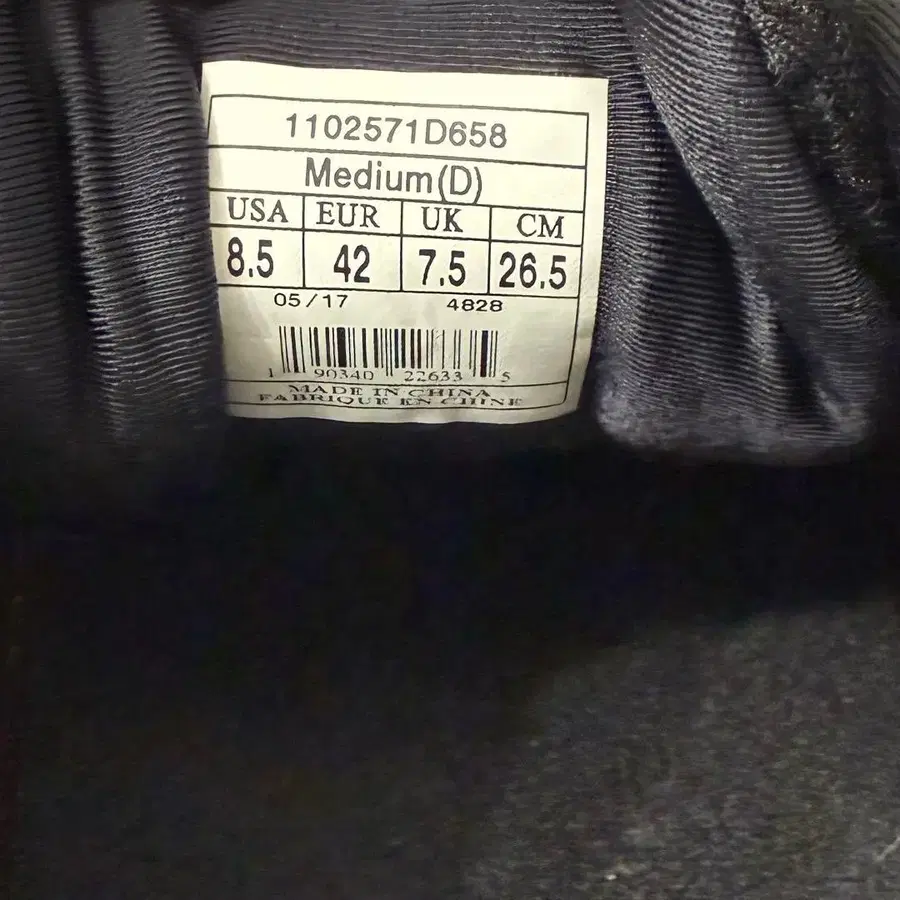 1102571D658
Medium(D)
USA EUR UK CM
8.5 42 7.5 26.5
05/17 4828
1 90340 22633 5
MADE IN CHINA
FABRIQUE EN CHINE